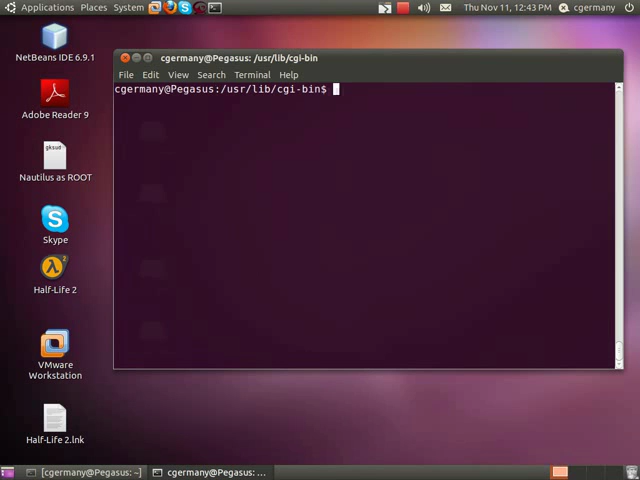 Applications Places System
Thu Nov 11, 12:43 PM
cgermany
NetBeans IDE 6.9.1
Adobe Reader 9
gksud
Nautilus as ROOT
Skype
Half-Life 2
VMware
Workstation
Half-Life 2.lnk
cgermany@Pegasus: /usr/lib/cgi-bin
File Edit View Search Terminal Help
cgermany@Pegasus:/usr/lib/cgi-bin$
[cgermany@Pegasus: ~]
cgermany@Pegasus: ...